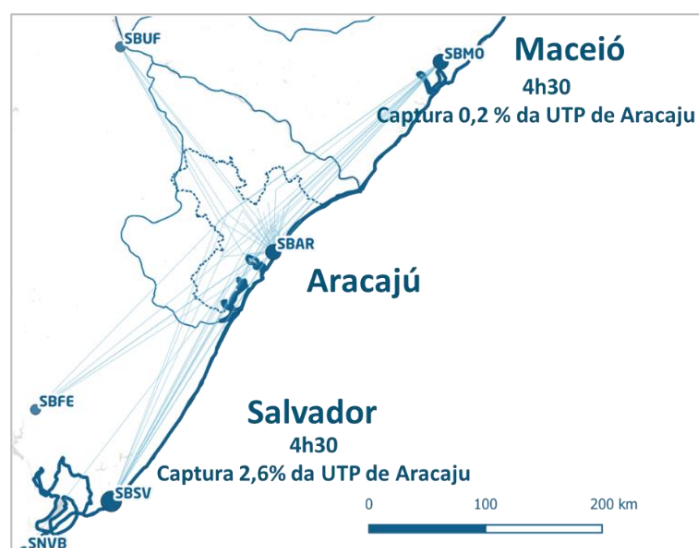 SBUF
SBMO
Maceió
4h30
Captura 0,2 % da UTP de Aracaju
SBAR
Aracajú
SBFE
Salvador
4h30
Captura 2,6% da UTP de Aracaju
SBSV
0 100 200 km
SNVB